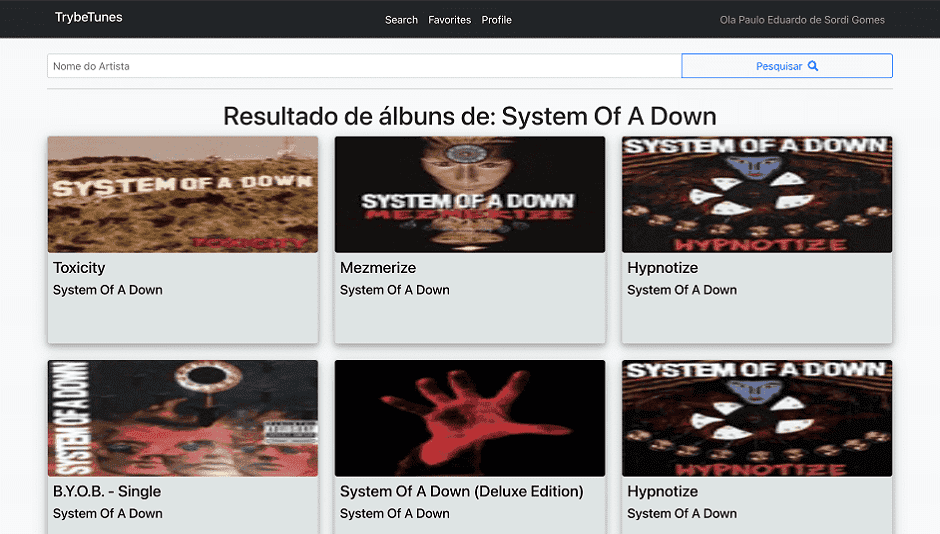 TrybeTunes
Search Favorites Profile
Ola Paulo Eduardo de Sordi Gomes
Nome do Artista
Pesquisar
Resultado de álbuns de: System Of A Down
SYSTEM OF A DOWN
TOXICITY
SYSTEM OF A DOWN
MEZMERIZE
SYSTEM OF A DOWN
HYPNOTIZE
Toxicity
System Of A Down
Mezmerize
System Of A Down
Hypnotize
System Of A Down
SYSTEM OF A DOWN
SYSTEM OF A DOWN
HYPNOTIZE
B.Y.O.B. - Single
System Of A Down
System Of A Down (Deluxe Edition)
System Of A Down
Hypnotize
System Of A Down